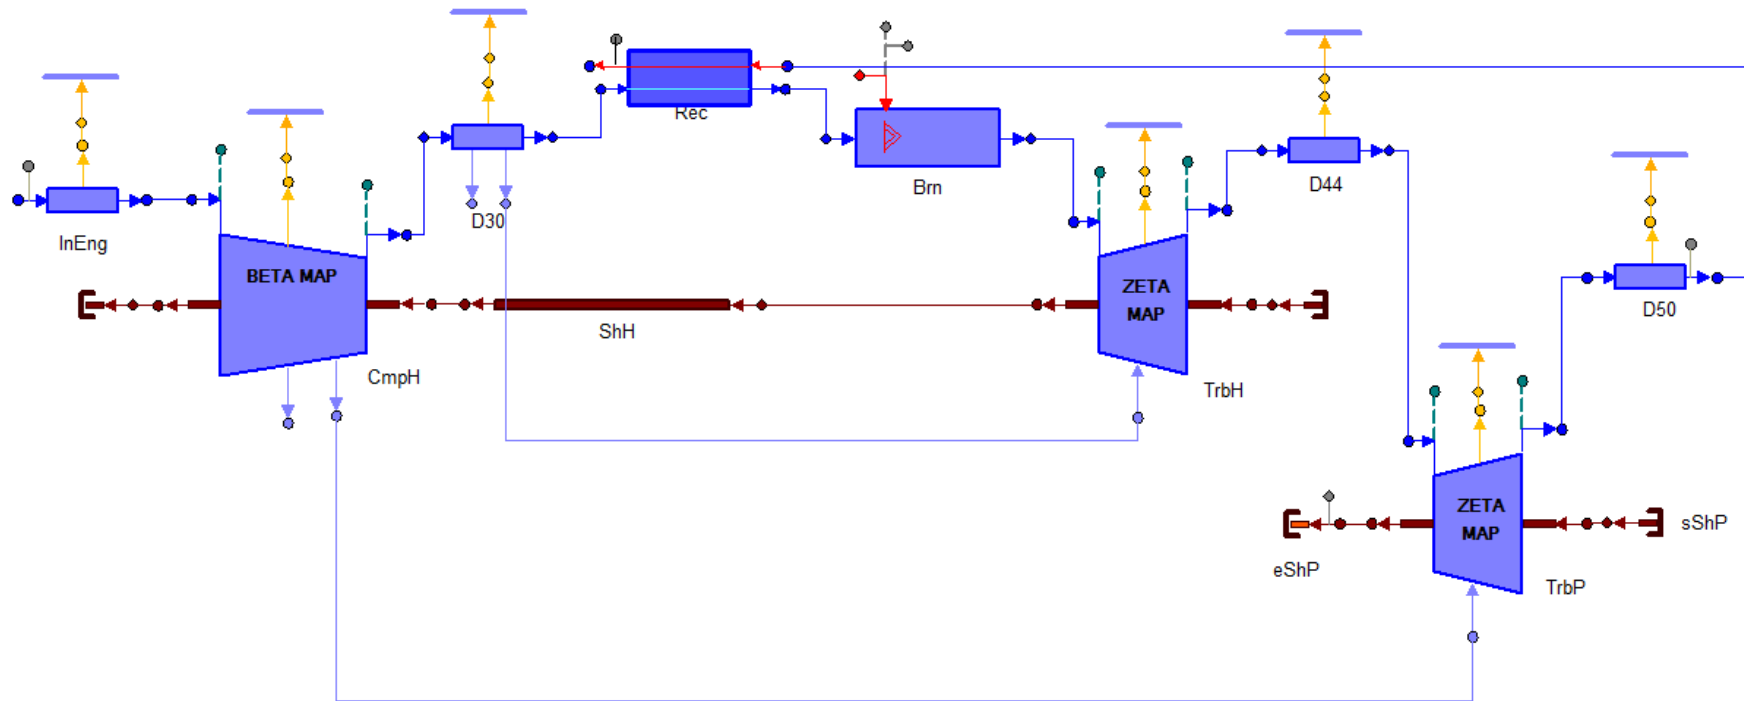 Rec
Brn
D44
D30
InEng
BETA MAP
ZETA
MAP
D50
ShH
CmpH
TrbH
ZETA
MAP
sShP
eShP
TrbP